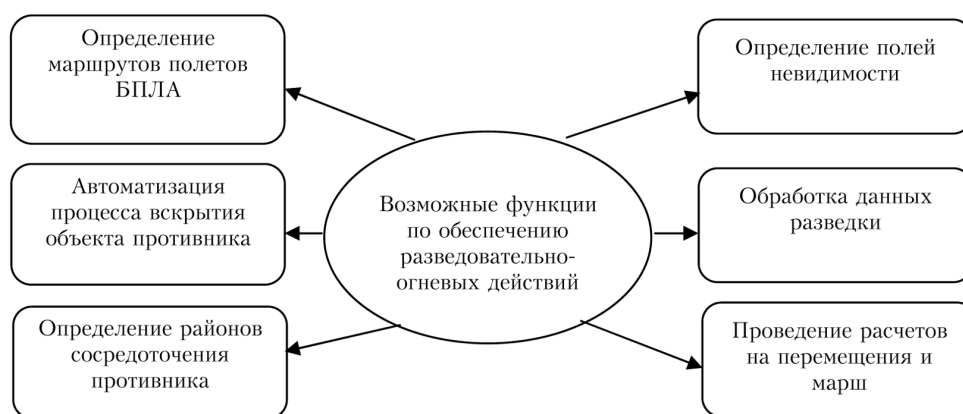 Определение
маршрутов полетов
БПЛА
Автоматизация
процесса вскрытия
объекта противника
Определение районов
сосредоточения
противника
Возможные функции
по обеспечению
разведовательно-
огневых действий
Определение полей
невидимости
Обработка данных
разведки
Проведение расчетов
на перемещения и
марш